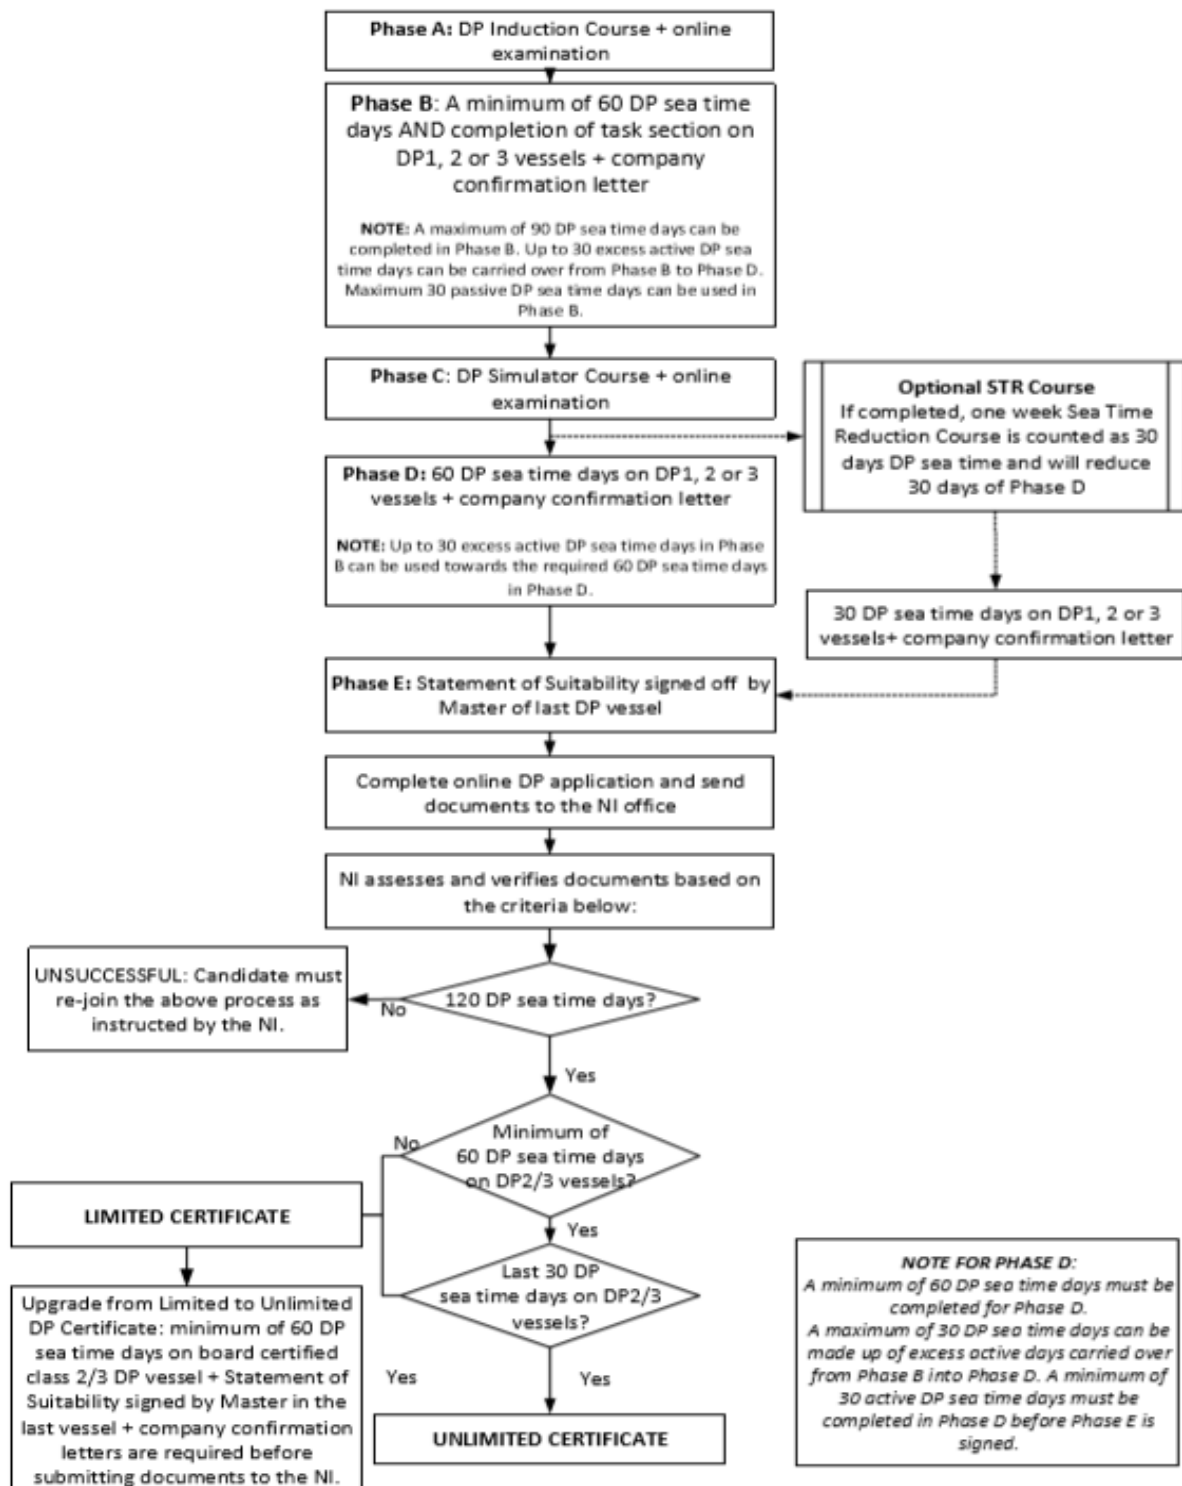 Phase A: DP Induction Course + online
examination
Phase B: A minimum of 60 DP sea time
days AND completion of task section on
DP1, 2 or 3 vessels + company
confirmation letter
NOTE: A maximum of 90 DP sea time days can be
completed in Phase B. Up to 30 excess active DP sea
time days can be carried over from Phase B to Phase D.
Maximum 30 passive DP sea time days can be used in
Phase B.
Phase C: DP Simulator Course + online
examination
Optional STR Course
If completed, one week Sea Time
Reduction Course is counted as 30
days DP sea time and will reduce
30 days of Phase D
Phase D: 60 DP sea time days on DP1, 2 or 3
vessels + company confirmation letter
NOTE: Up to 30 excess active DP sea time days in Phase
B can be used towards the required 60 DP sea time days
in Phase D.
30 DP sea time days on DP1, 2 or 3
vessels+ company confirmation letter
Phase E: Statement of Suitability signed off by
Master of last DP vessel
Complete online DP application and send
documents to the NI office
NI assesses and verifies documents based on
the criteria below:
120 DP sea time days?
No
UNSUCCESSFUL: Candidate must
re-join the above process as
instructed by the NI.
Yes
Minimum of
60 DP sea time days
on DP2/3 vessels?
No
Yes
LIMITED CERTIFICATE
Last 30 DP
sea time days on DP2/3
vessels?
Yes
Yes
UNLIMITED CERTIFICATE
Upgrade from Limited to Unlimited
DP Certificate: minimum of 60 DP
sea time days on board certified
class 2/3 DP vessel + Statement of
Suitability signed by Master in the
last vessel + company confirmation
letters are required before
submitting documents to the NI.
NOTE FOR PHASE D:
A minimum of 60 DP sea time days must be
completed for Phase D.
A maximum of 30 DP sea time days can be
made up of excess active days carried over
from Phase B into Phase D. A minimum of
30 active DP sea time days must be
completed in Phase D before Phase E is
signed.